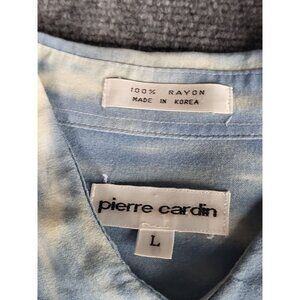 100% RAYON
MADE IN KOREA
pierre cardin
L